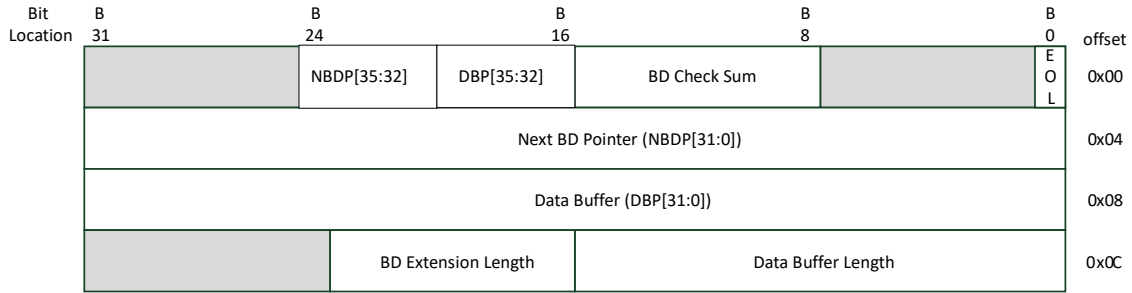 Bit Location
B 31
B 24
B 16
B 8
B 0
offset
NBDP[35:32]
DBP[35:32]
BD Check Sum
EOL
0x00
Next BD Pointer (NBDP[31:0])
0x04
Data Buffer (DBP[31:0])
0x08
BD Extension Length
Data Buffer Length
0x0C